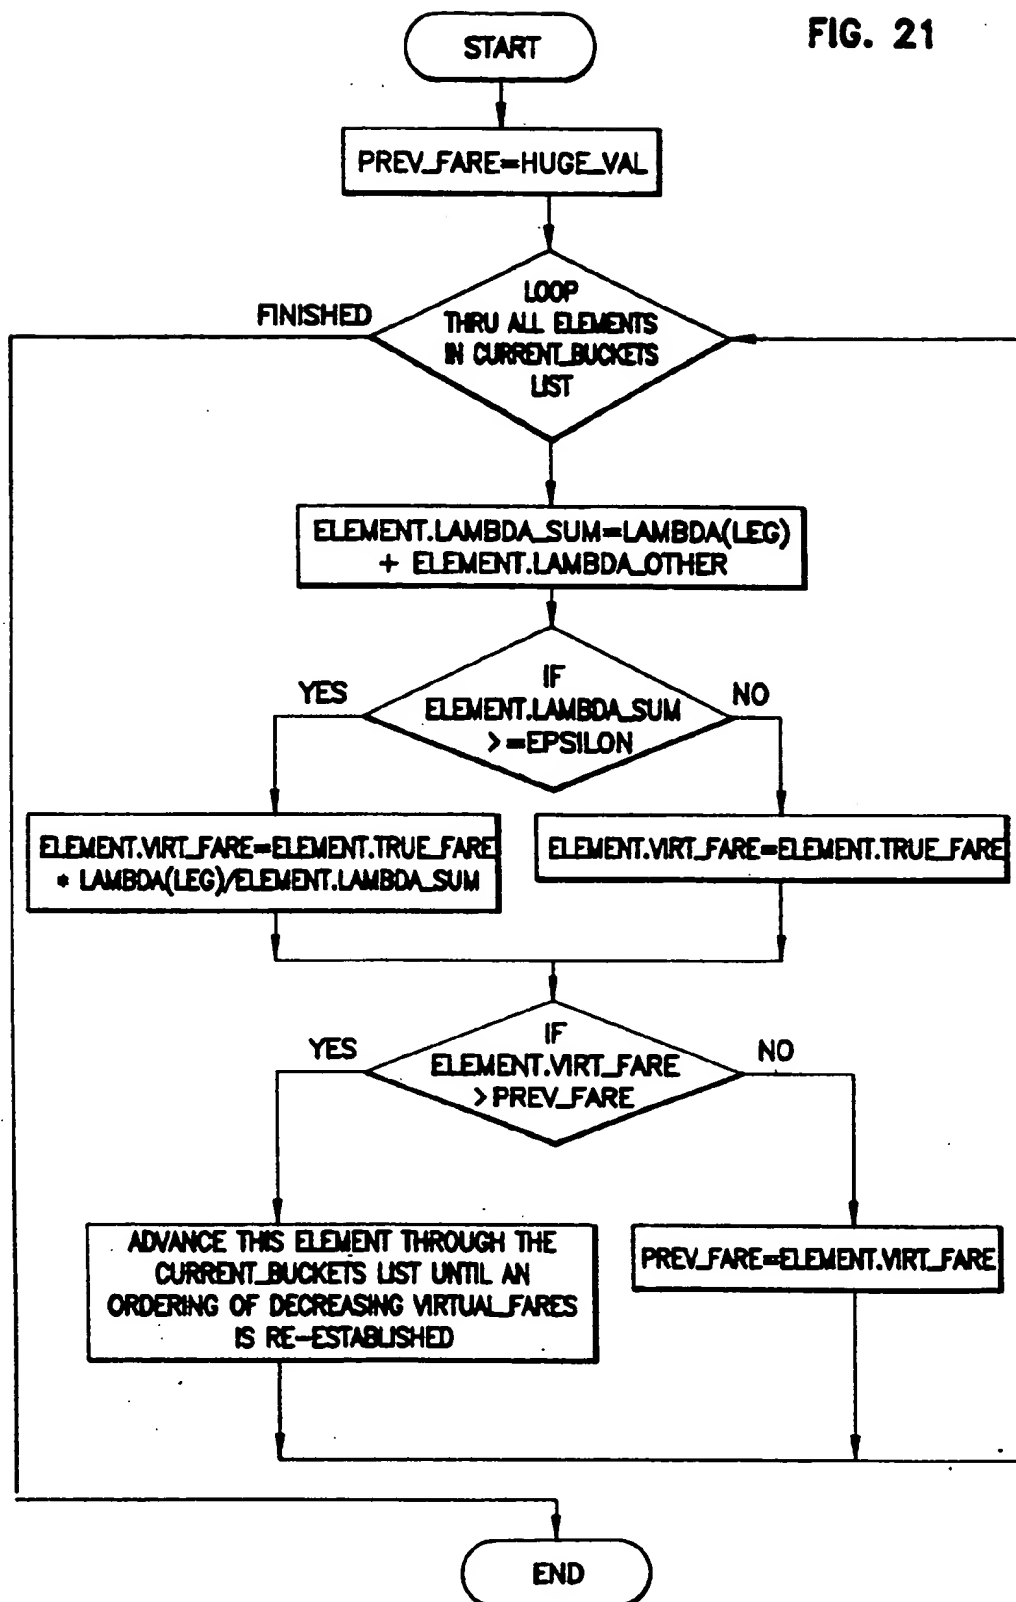 FIG. 21
START
PREV_FARE=HUGE_VAL
LOOP
THRU ALL ELEMENTS
IN CURRENT_BUCKETS
LIST
FINISHED
ELEMENT.LAMBDA_SUM=LAMBDA(LEG)
+ ELEMENT.LAMBDA_OTHER
IF
ELEMENT.LAMBDA_SUM
>=EPSILON
YES
NO
ELEMENT.VIRT_FARE=ELEMENT.TRUE_FARE
* LAMBDA(LEG)/ELEMENT.LAMBDA_SUM
ELEMENT.VIRT_FARE=ELEMENT.TRUE_FARE
IF
ELEMENT.VIRT_FARE
>PREV_FARE
YES
NO
ADVANCE THIS ELEMENT THROUGH THE
CURRENT_BUCKETS LIST UNTIL AN
ORDERING OF DECREASING VIRTUAL_FARES
IS RE-ESTABLISHED
PREV_FARE=ELEMENT.VIRT_FARE
END